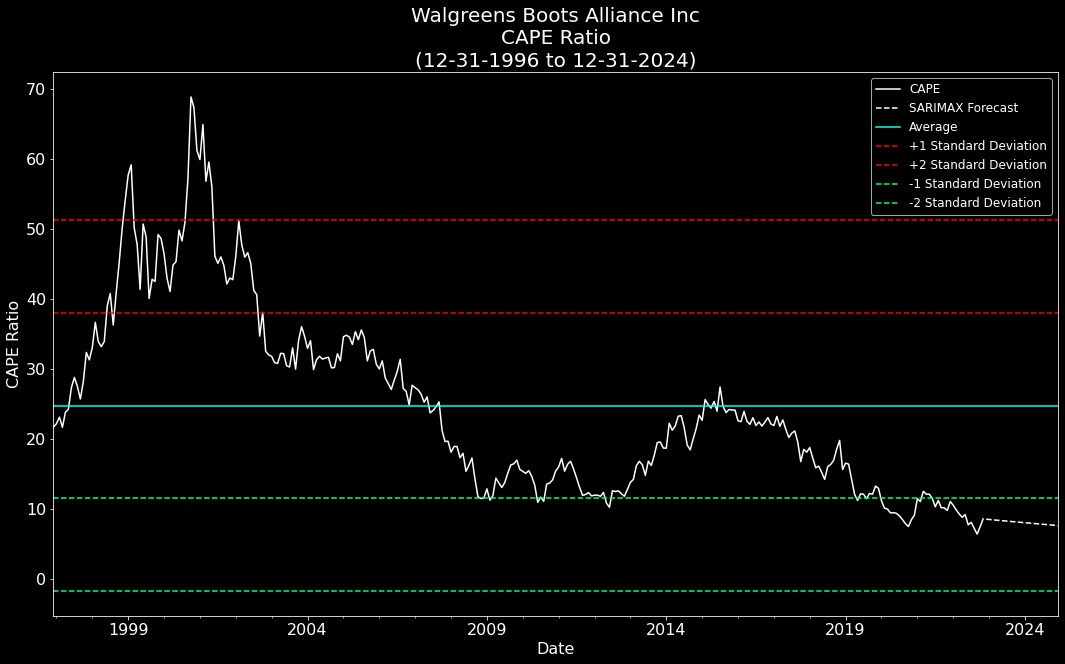 Walgreens Boots Alliance Inc
CAPE Ratio
(12-31-1996 to 12-31-2024)
CAPE
SARIMAX Forecast
Average
+1 Standard Deviation
+2 Standard Deviation
-1 Standard Deviation
-2 Standard Deviation
CAPE Ratio
70
60
50
40
30
20
10
0
1999 2004 2009 2014 2019 2024
Date